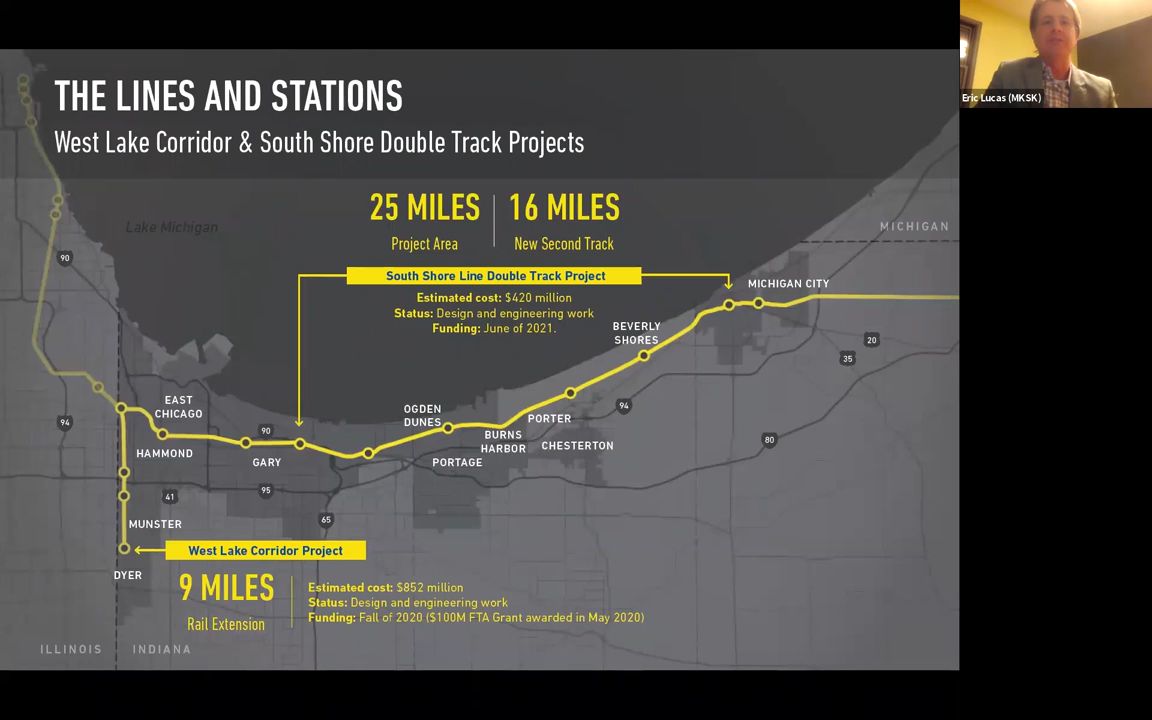 THE LINES AND STATIONS
West Lake Corridor & South Shore Double Track Projects
Eric Lucas (MKSK)
25 MILES
Project Area
16 MILES
New Second Track
Lake Michigan
MICHIGAN
90
South Shore Line Double Track Project
Estimated cost: $420 million
Status: Design and engineering work
Funding: June of 2021.
MICHIGAN CITY
BEVERLY
SHORES
20
35
94
EAST
CHICAGO
HAMMOND
94
90
GARY
OGDEN
DUNES
BURNS
HARBOR
PORTAGE
PORTER
CHESTERTON
80
41
95
65
MUNSTER
DYER
West Lake Corridor Project
9 MILES
Rail Extension
Estimated cost: $852 million
Status: Design and engineering work
Funding: Fall of 2020 ($100M FTA Grant awarded in May 2020)
ILLINOIS
INDIANA